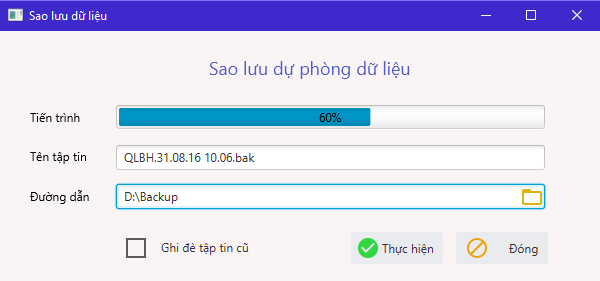 Sao lưu dữ liệu
Sao lưu dự phòng dữ liệu
Tiến trình 60%
Tên tập tin QLBH.31.08.16 10.06.bak
Đường dẫn D:\Backup
Ghi đè tập tin cũ Thực hiện Đóng